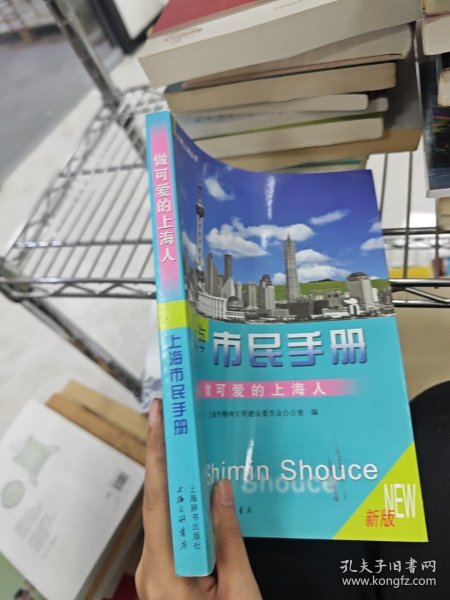 做可爱的上海人
上海市民手册
上海辞书出版社
上海三联书店
海市民手册
做可爱的上海人
上海市精神文明建设委员会办公室 编
Shimin Shouce
Shouce
书店
NEW
新版
孔夫子旧书网
www.kongfz.com